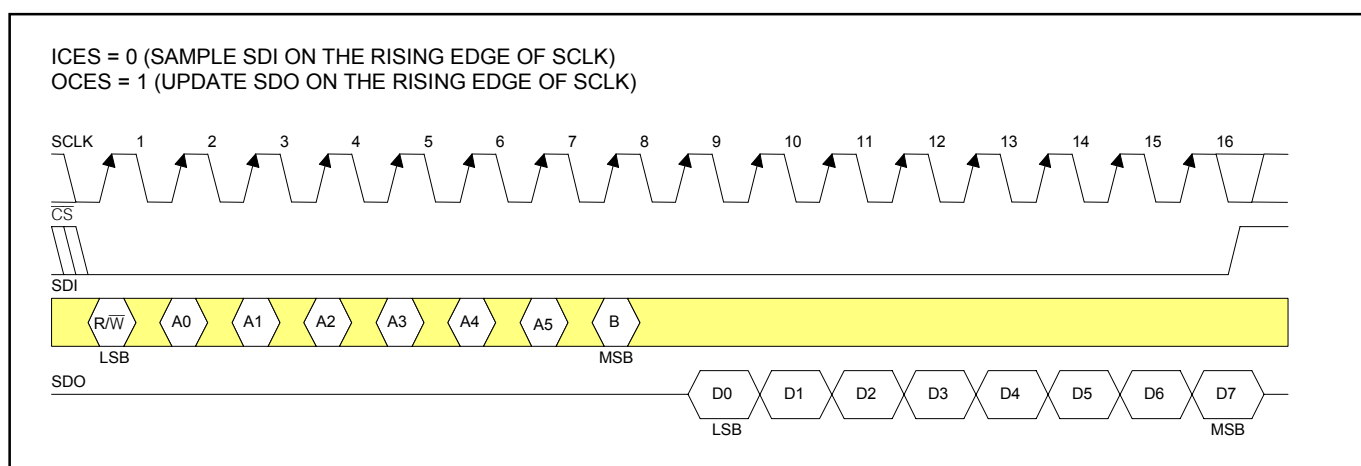 ICES = 0 (SAMPLE SDI ON THE RISING EDGE OF SCLK)
OCES = 1 (UPDATE SDO ON THE RISING EDGE OF SCLK)
SCLK 1 2 3 4 5 6 7 8 9 10 11 12 13 14 15 16
C̅S̅
SDI
R/W̅ A0 A1 A2 A3 A4 A5 B
LSB MSB
SDO
D0 D1 D2 D3 D4 D5 D6 D7
LSB MSB